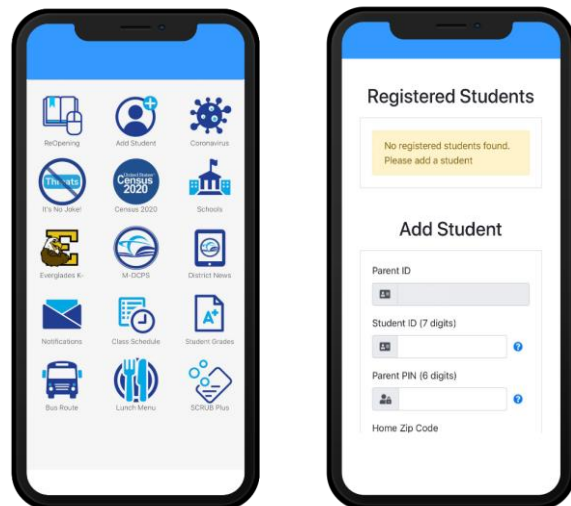 ReOpening
Add Student
Coronavirus
Threats
It's No Joke!
United States®
Census
2020
Census 2020
Schools
E
Everglades K-
M-DCPS
District News
Notifications
Class Schedule
A+
Student Grades
Bus Route
Lunch Menu
SCRUB Plus
Registered Students
No registered students found.
Please add a student
Add Student
Parent ID
Student ID (7 digits)
?
Parent PIN (6 digits)
?
Home Zip Code